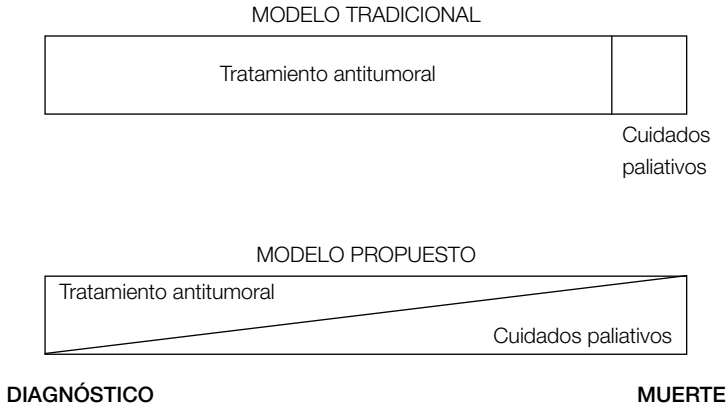 MODELO TRADICIONAL
Tratamiento antitumoral
Cuidados
paliativos
MODELO PROPUESTO
Tratamiento antitumoral
Cuidados paliativos
DIAGNÓSTICO
MUERTE